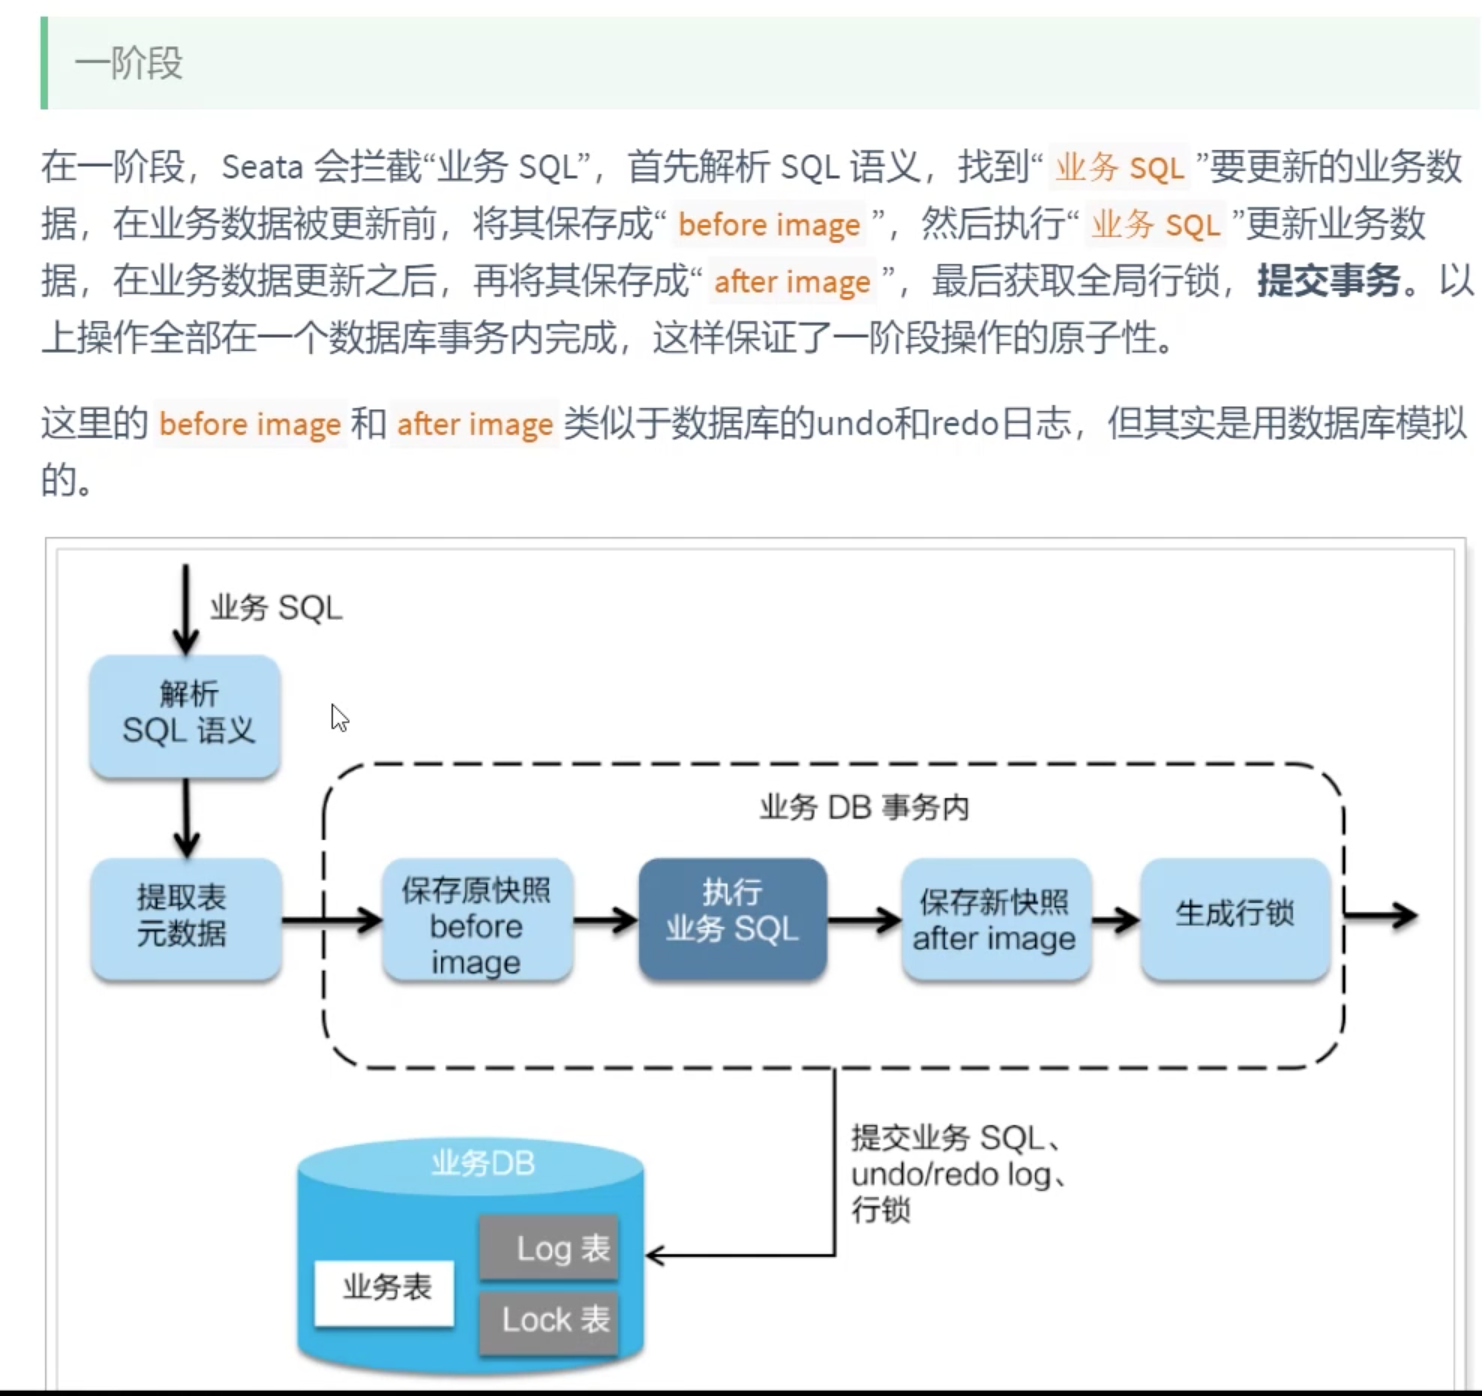 一阶段
在一阶段，Seata 会拦截“业务 SQL”，首先解析 SQL 语义，找到“业务 SQL”要更新的业务数
据，在业务数据被更新前，将其保存成“before image”，然后执行“业务 SQL”更新业务数
据，在业务数据更新之后，再将其保存成“after image”，最后获取全局行锁，提交事务。以
上操作全部在一个数据库事务内完成，这样保证了一阶段操作的原子性。
这里的 before image 和 after image 类似于数据库的undo和redo日志，但其实是用数据库模拟
的。
业务 SQL
解析
SQL 语义
业务 DB 事务内
提取表
元数据
保存原快照
before
image
执行
业务 SQL
保存新快照
after image
生成行锁
提交业务 SQL、
undo/redo log、
行锁
业务DB
业务表
Log 表
Lock 表